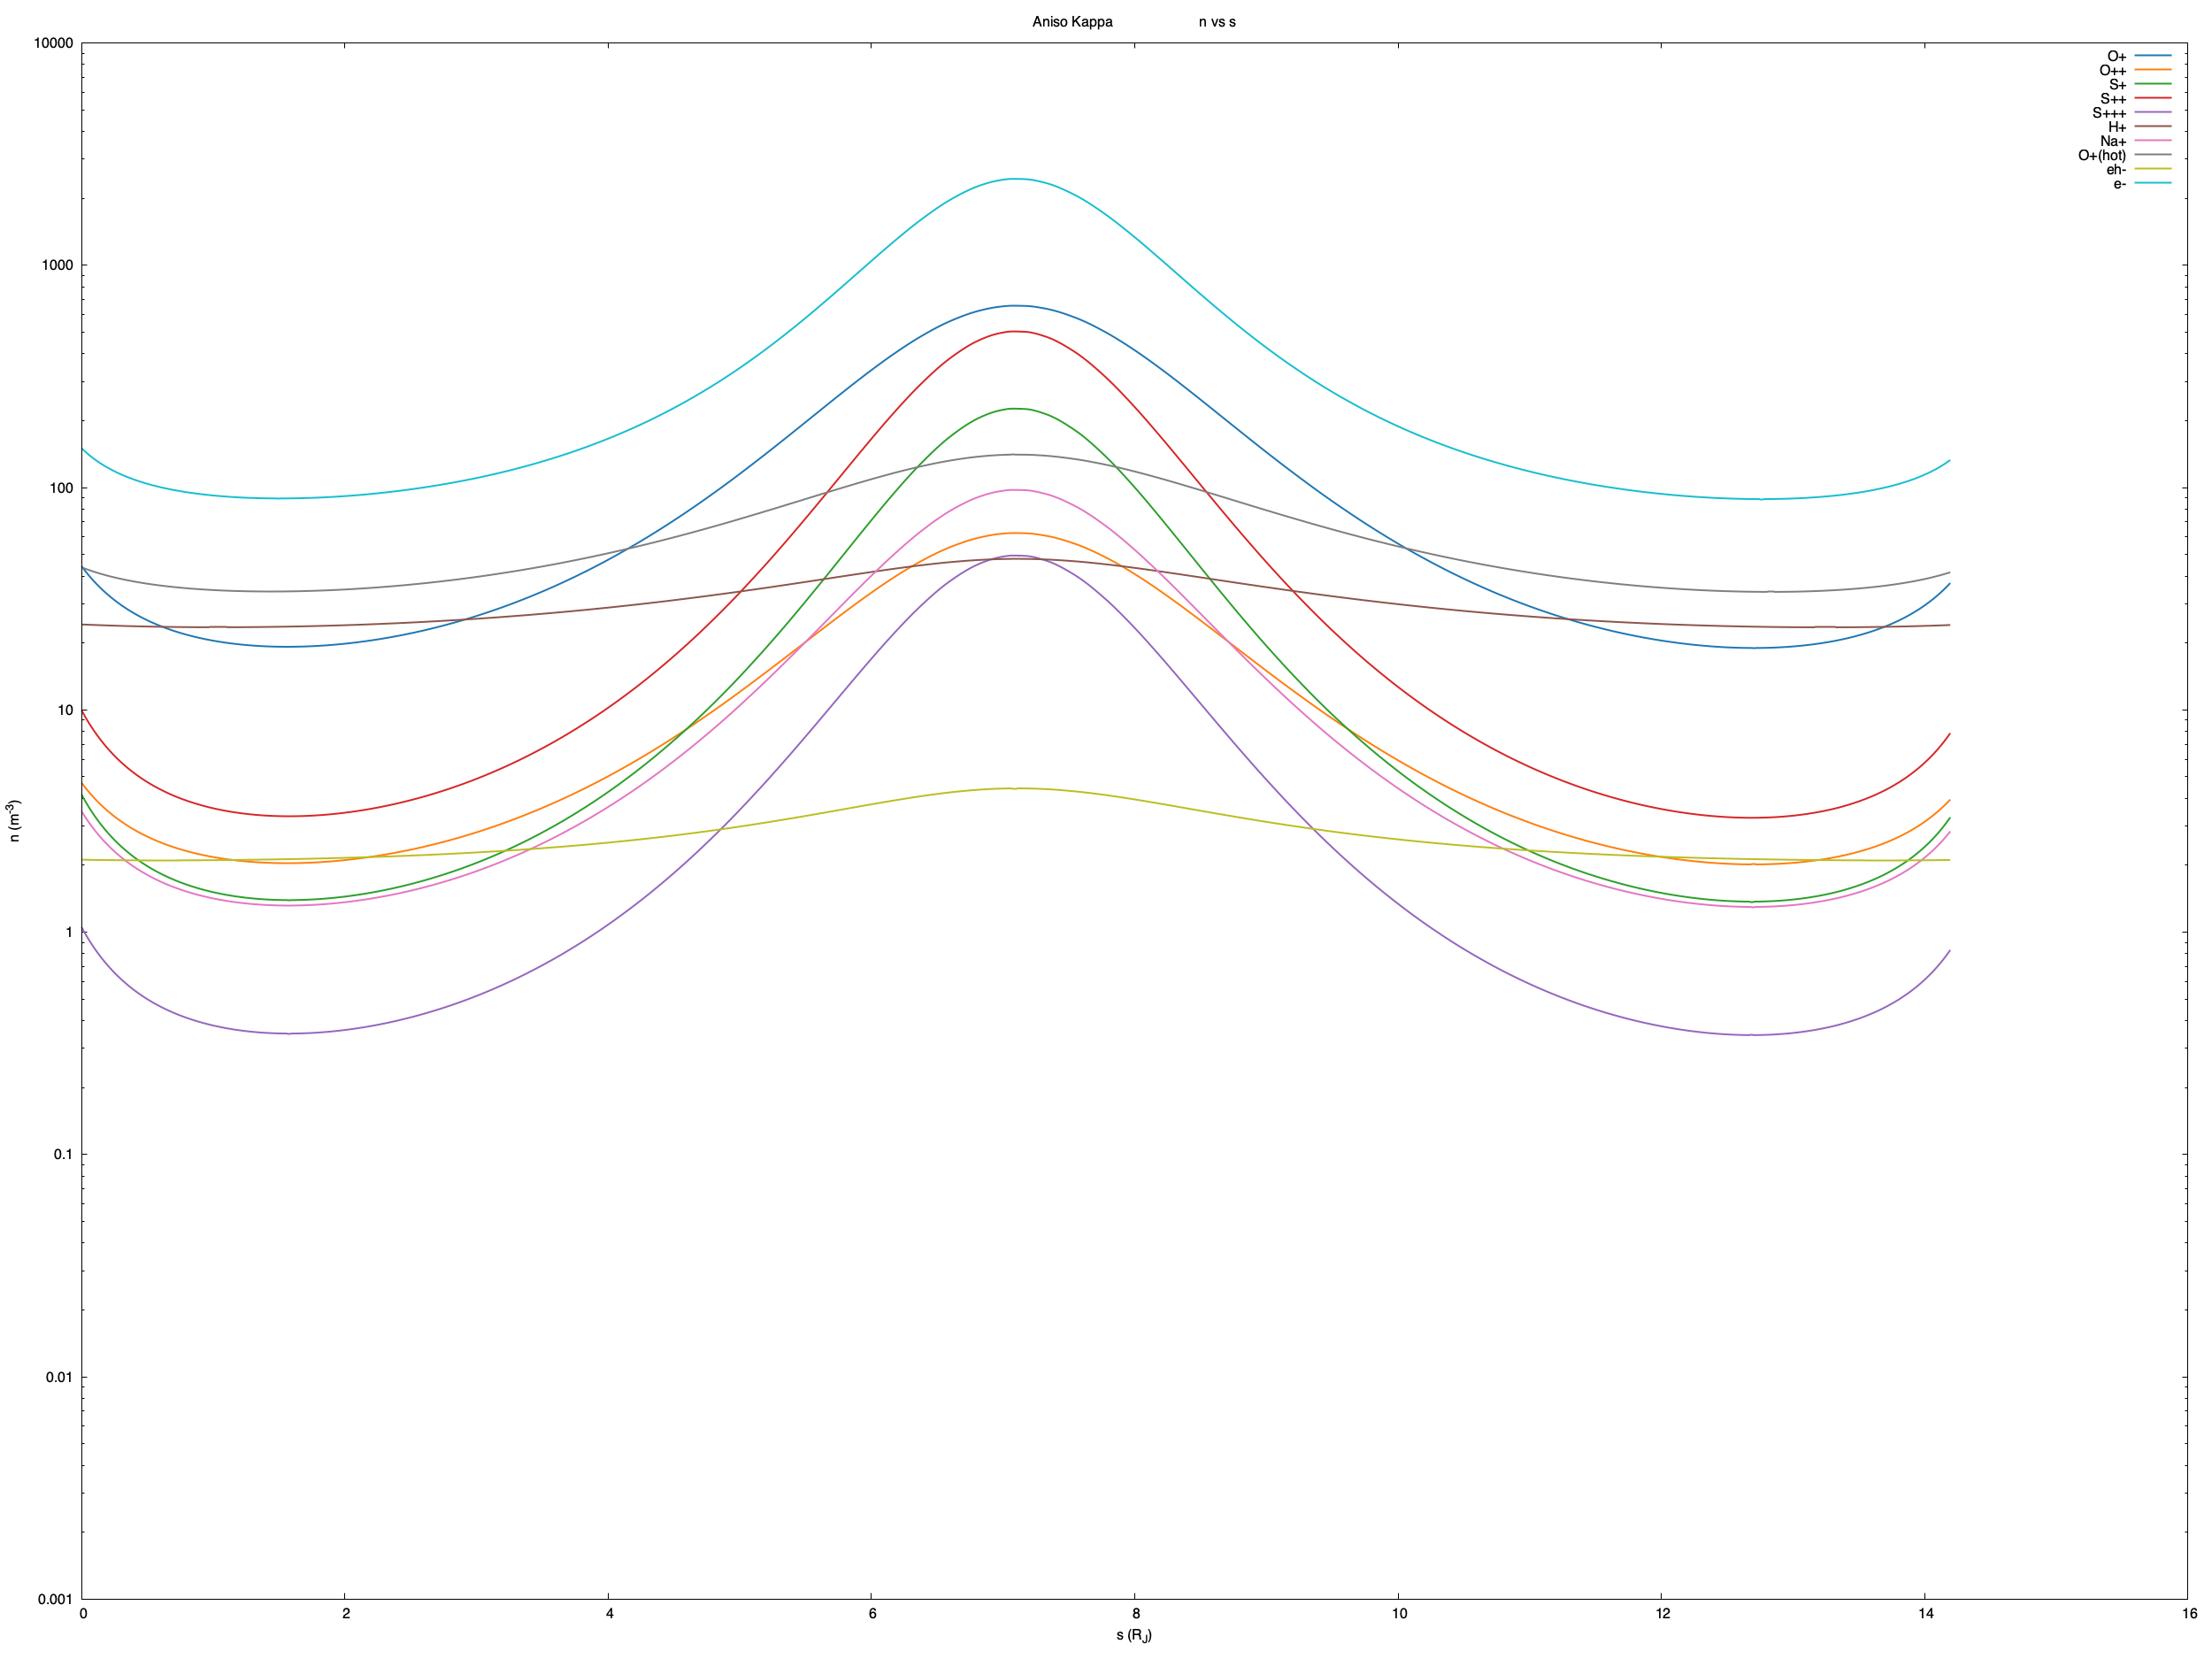 Aniso Kappa n vs s
10000
1000
100
10
1
0.1
0.01
0.001
n (m-3)
O+
O++
S+
S++
S+++
H+
Na+
O+(hot)
eh-
e-
0 2 4 6 8 10 12 14 16
s (RJ)